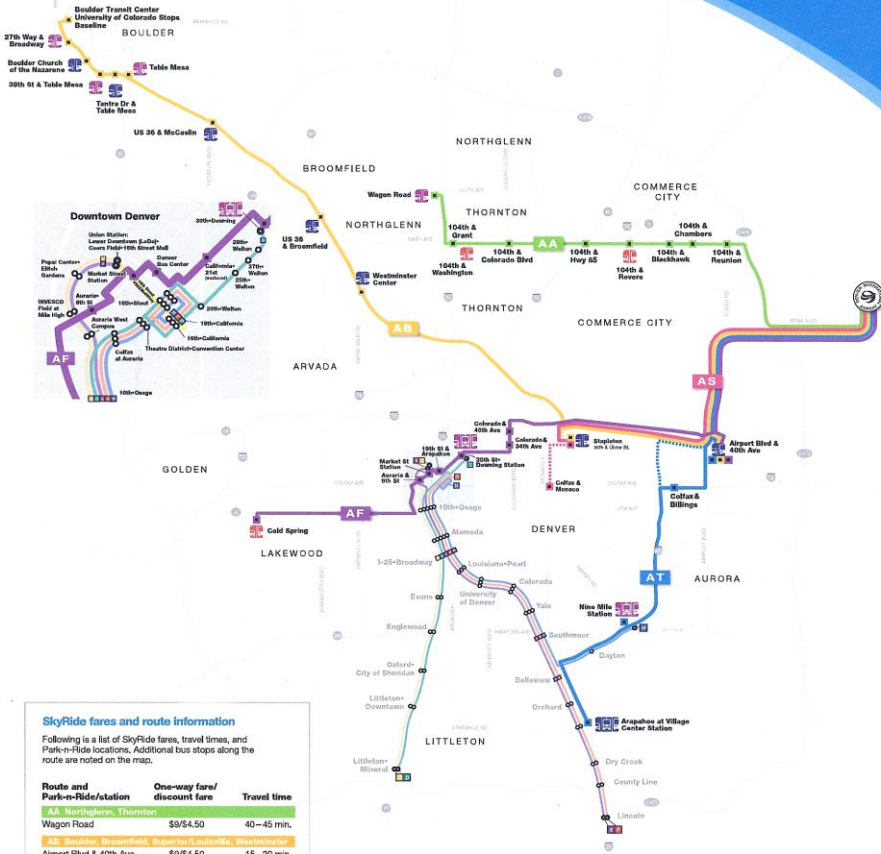 Boulder Transit Center
University of Colorado Stops
Baseline
BOULDER
27th Way &
Broadway
Boulder Church
of the Nazarene
Table Mesa
39th St & Table Mesa
Tantra Dr &
Table Mesa
US 36 & McCaslin
BROOMFIELD
NORTHGLENN
COMMERCE
CITY
Wagon Road
THORNTON
NORTHGLENN
104th &
Grant
104th &
Washington
104th &
Colorado Blvd
AA
104th &
Hwy 85
104th &
Revere
104th &
Blackhawk
104th &
Chambers
104th &
Reunion
US 36
& Broomfield
Westminster
Center
THORNTON
COMMERCE CITY
AB
ARVADA
AS
Downtown Denver
30th•Downing
Union Station:
Lower Downtown (LoDo)•
Coors Field•16th Street Mall
Pepsi Center•
Elitch
Gardens
Market Street
Station
Denver
Bus Center
California•
21st
29th•
Welton
27th•
Welton
25th•
Welton
20th•Welton
Auraria•
9th St
16th•Stout
INVESCO
Field at
Mile High
Auraria West
Campus
18th•California
16th•California
Theatre District•Convention Center
Colfax
at Auraria
AF
10th•Osage
GOLDEN
Colorado &
40th Ave
Colorado &
34th Ave
19th St &
Arapahoe
Market St
Station
Auraria &
9th St
30th St•
Downing Station
Stapleton
Airport Blvd &
40th Ave
Colfax &
Monaco
Colfax &
Billings
AF
Cold Spring
LAKEWOOD
10th•Osage
DENVER
Alameda
I-25•Broadway
Louisiana•Pearl
AT
AURORA
Evans
University
of Denver
Colorado
Yale
Nine Mile
Station
Englewood
Southmoor
Dayton
Oxford•
City of Sheridan
Belleview
Littleton•
Downtown
Orchard
Arapahoe at Village
Center Station
LITTLETON
Littleton•
Mineral
Dry Creek
County Line
Lincoln
SkyRide fares and route information
Following is a list of SkyRide fares, travel times, and
Park-n-Ride locations. Additional bus stops along the
route are noted on the map.
Route and
Park-n-Ride/station
One-way fare/
discount fare
Travel time
AA Northglenn, Thornton
Wagon Road $9/$4.50 40–45 min.
AB Boulder, Broomfield, Superior/Louisville, Westminster
Airport Blvd & 40th Ave $9/$4.50 15–20 min